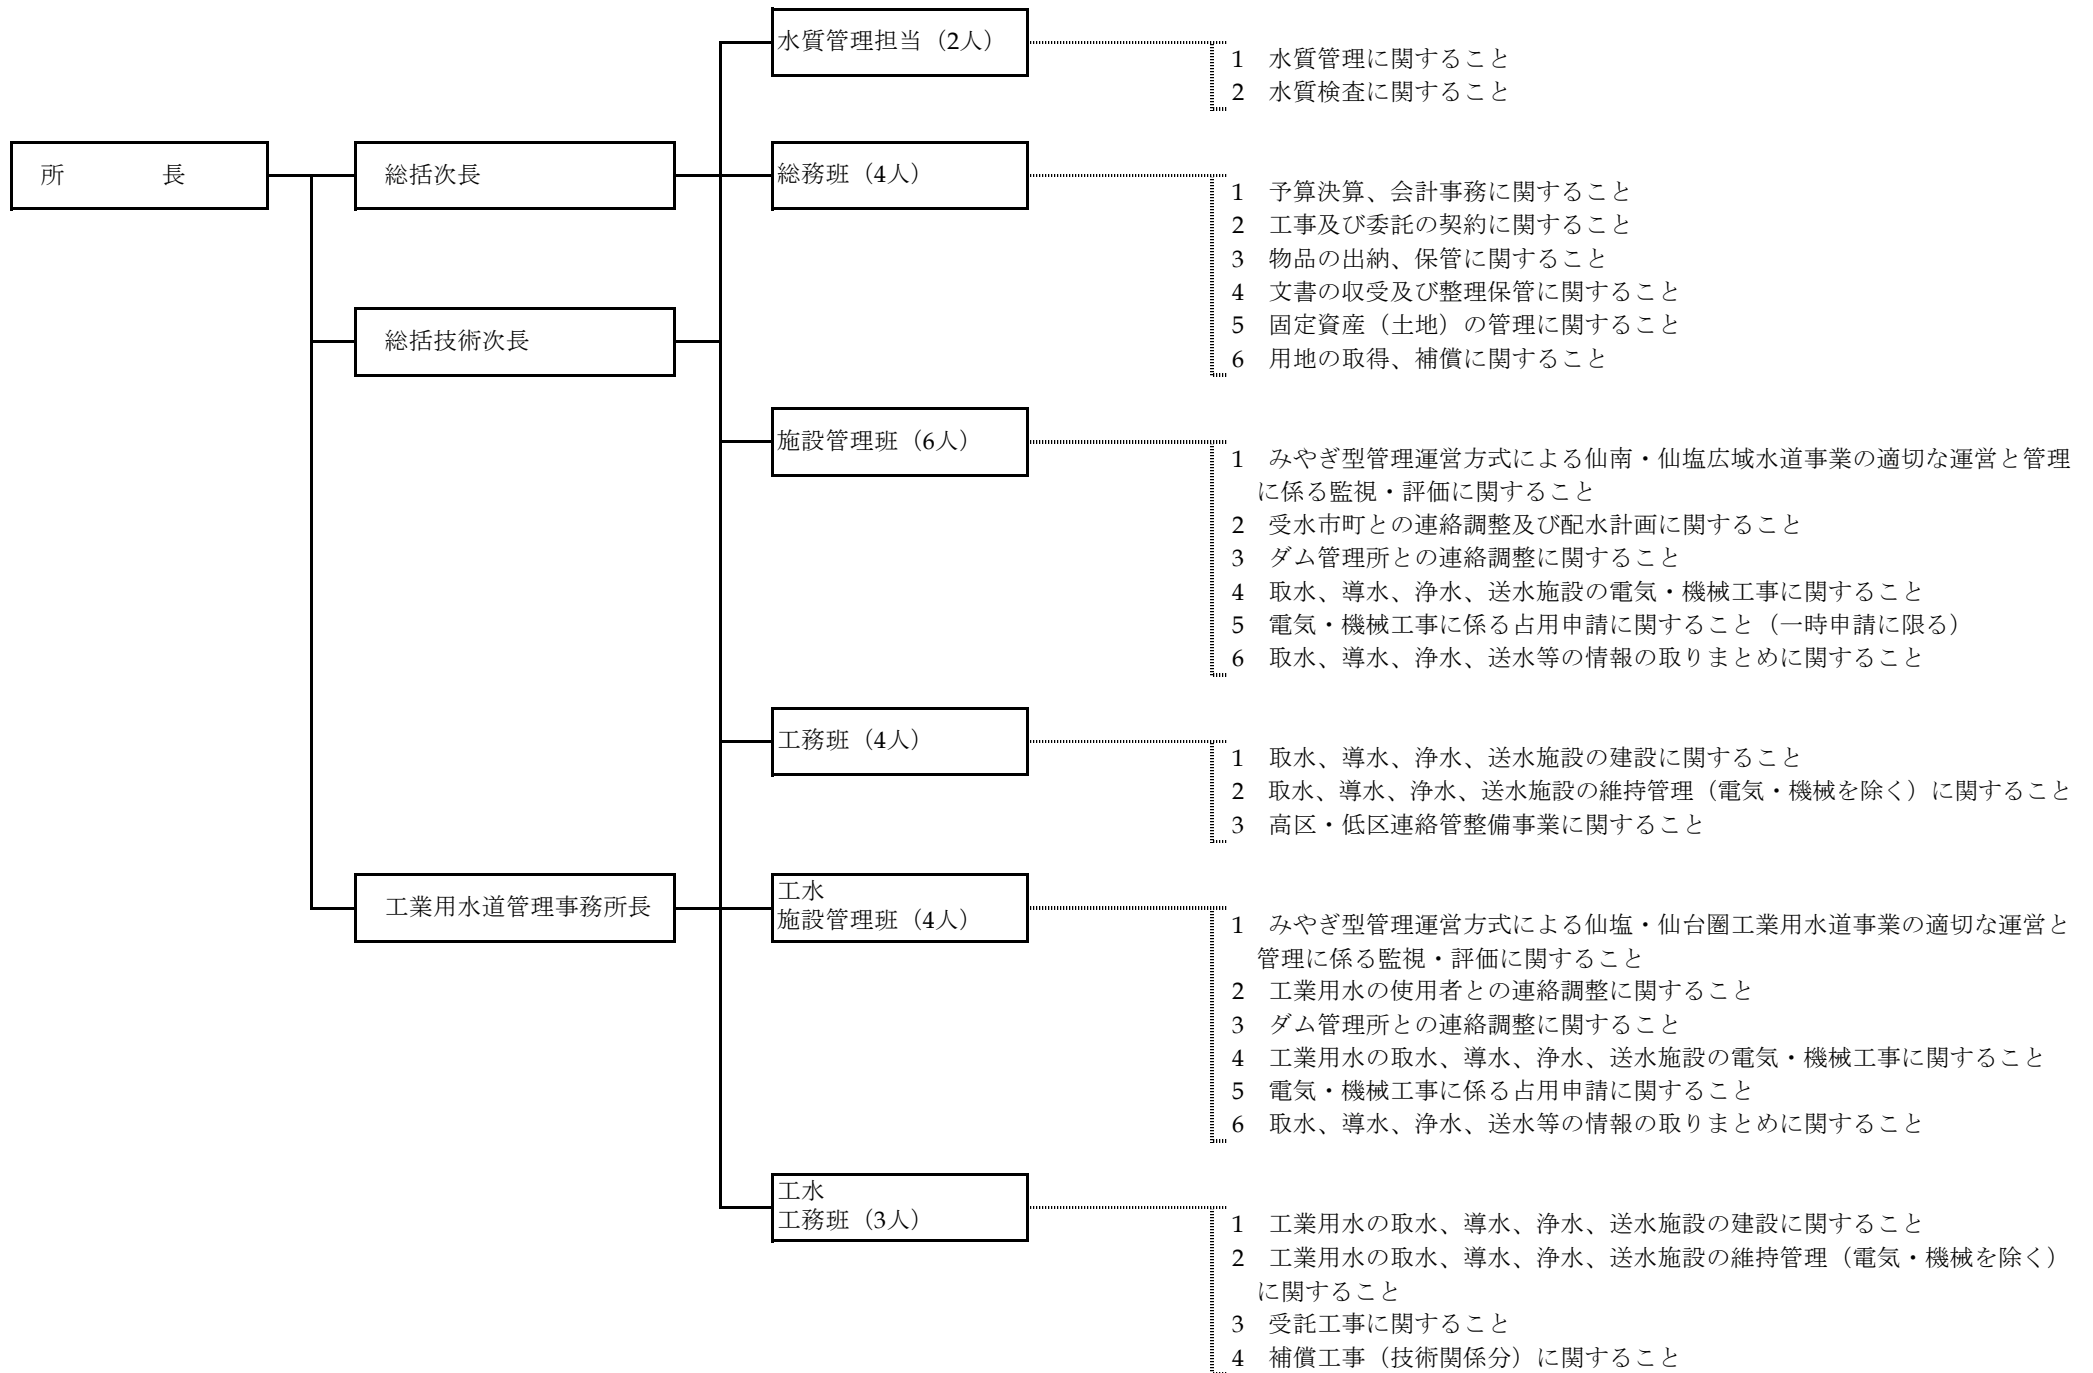 所　　　　長
総括次長
総括技術次長
工業用水道管理事務所長
水質管理担当（2人）
1　水質管理に関すること
2　水質検査に関すること
総務班（4人）
1　予算決算、会計事務に関すること
2　工事及び委託の契約に関すること
3　物品の出納、保管に関すること
4　文書の収受及び整理保管に関すること
5　固定資産（土地）の管理に関すること
6　用地の取得、補償に関すること
施設管理班（6人）
1　みやぎ型管理運営方式による仙南・仙塩広域水道事業の適切な運営と管理
に係る監視・評価に関すること
2　受水市町との連絡調整及び配水計画に関すること
3　ダム管理所との連絡調整に関すること
4　取水、導水、浄水、送水施設の電気・機械工事に関すること
5　電気・機械工事に係る占用申請に関すること（一時申請に限る）
6　取水、導水、浄水、送水等の情報の取りまとめに関すること
工務班（4人）
1　取水、導水、浄水、送水施設の建設に関すること
2　取水、導水、浄水、送水施設の維持管理（電気・機械を除く）に関すること
3　高区・低区連絡管整備事業に関すること
工水
施設管理班（4人）
1　みやぎ型管理運営方式による仙塩・仙台圏工業用水道事業の適切な運営と
管理に係る監視・評価に関すること
2　工業用水の使用者との連絡調整に関すること
3　ダム管理所との連絡調整に関すること
4　工業用水の取水、導水、浄水、送水施設の電気・機械工事に関すること
5　電気・機械工事に係る占用申請に関すること
6　取水、導水、浄水、送水等の情報の取りまとめに関すること
工水
工務班（3人）
1　工業用水の取水、導水、浄水、送水施設の建設に関すること
2　工業用水の取水、導水、浄水、送水施設の維持管理（電気・機械を除く）
に関すること
3　受託工事に関すること
4　補償工事（技術関係分）に関すること